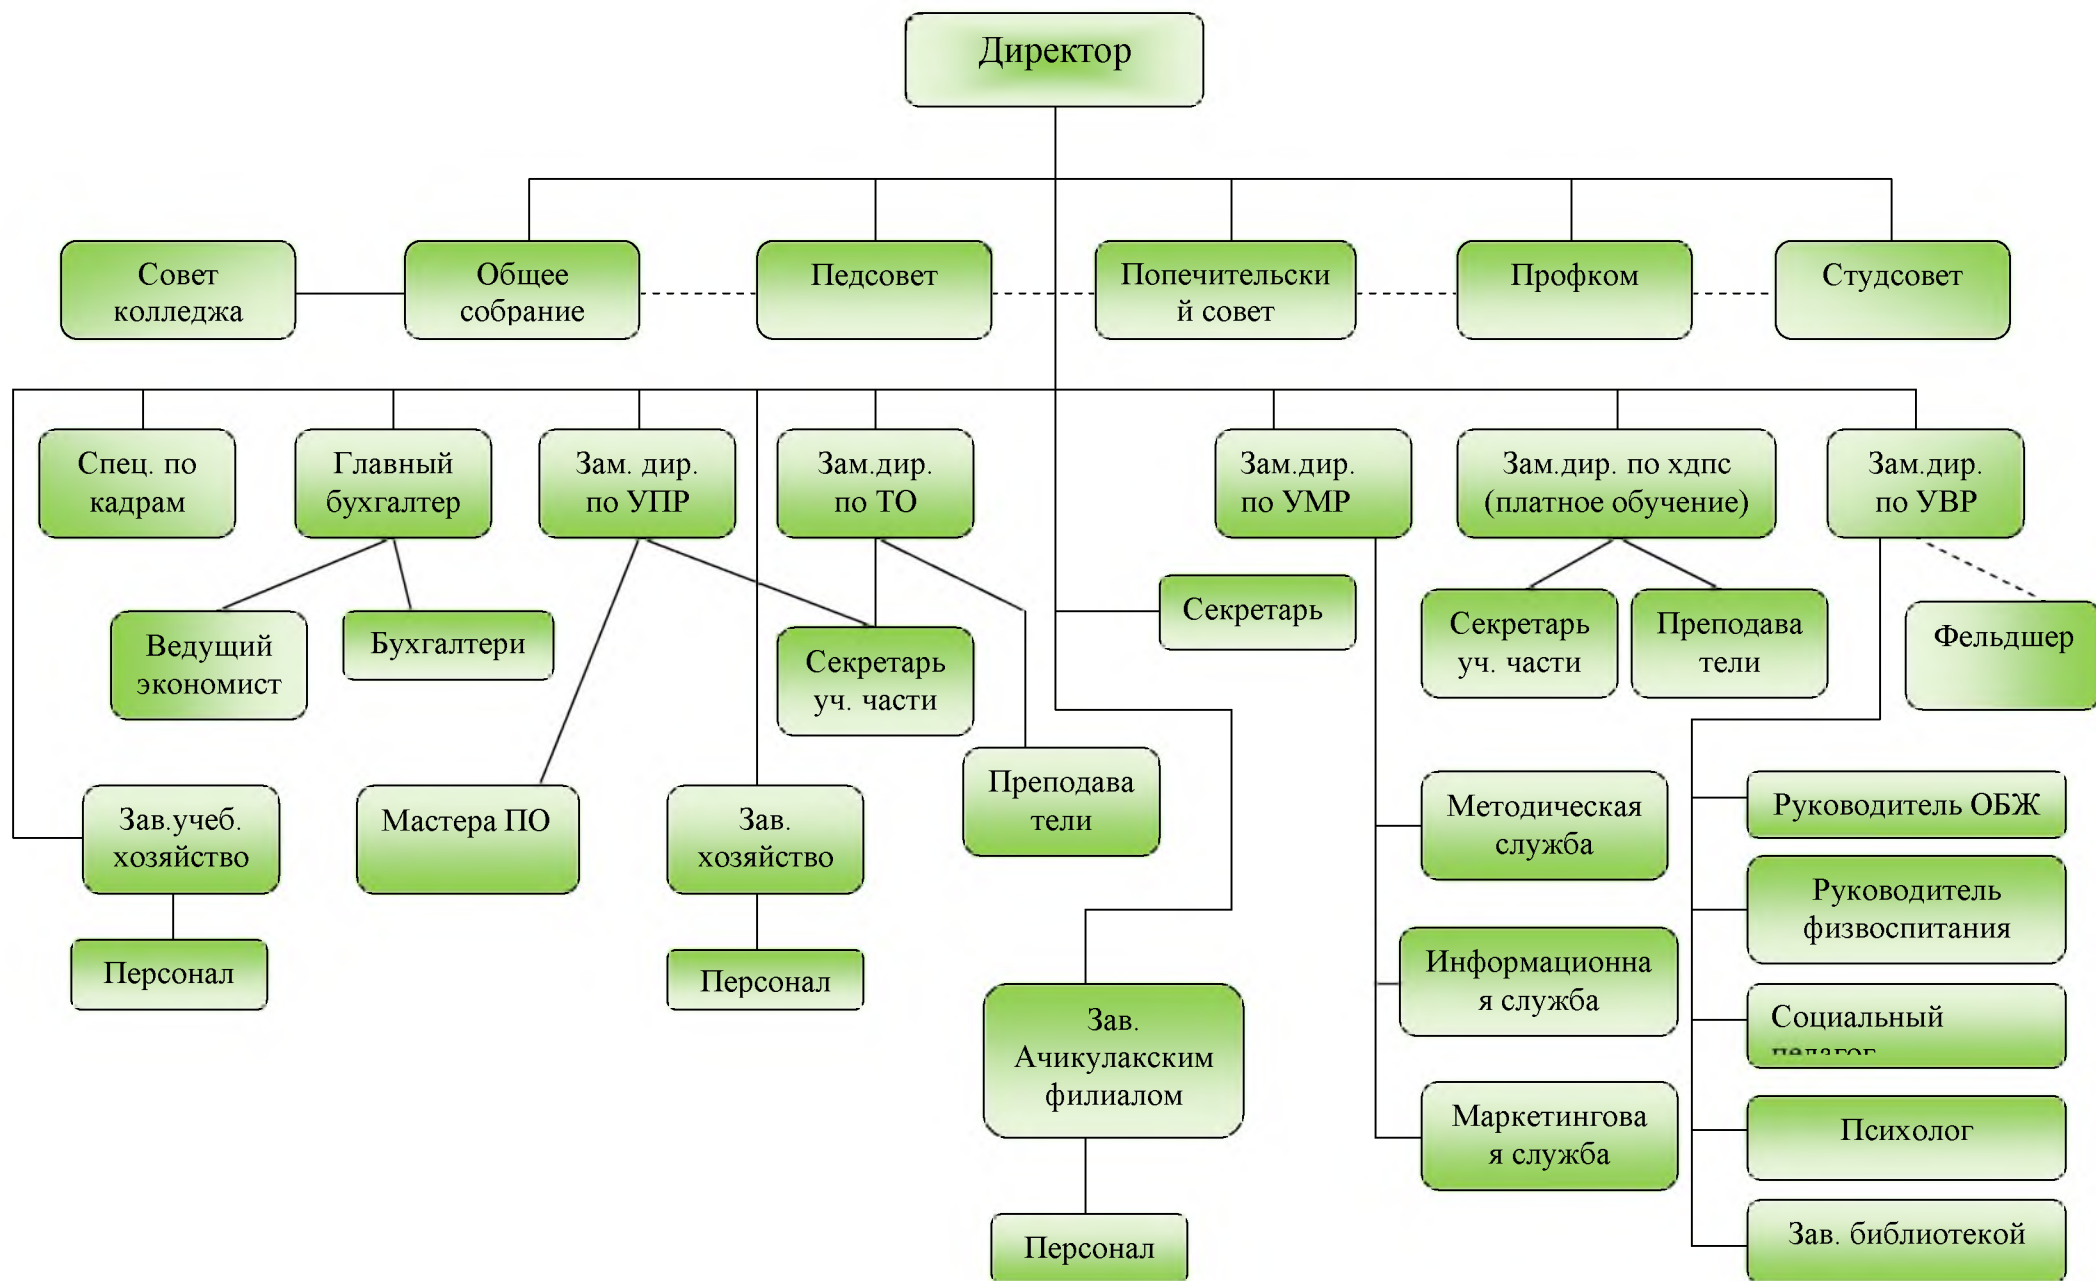 Директор
Совет
колледжа
Общее
собрание
Педсовет
Попечительски
й совет
Профком
Студсовет
Спец. по
кадрам
Главный
бухгалтер
Зам. дир.
по УПР
Зам.дир.
по ТО
Зам.дир.
по УМР
Зам.дир. по хдпс
(платное обучение)
Зам.дир.
по УВР
Ведущий
экономист
Бухгалтери
Секретарь
уч. части
Секретарь
Секретарь
уч. части
Преподава
тели
Фельдшер
Зав.учеб.
хозяйство
Мастера ПО
Зав.
хозяйство
Преподава
тели
Методическая
служба
Руководитель ОБЖ
Руководитель
физвоспитания
Персонал
Персонал
Зав.
Ачикулакским
филиалом
Информационна
я служба
Социальный
педагог
Маркетингова
я служба
Психолог
Персонал
Зав. библиотекой